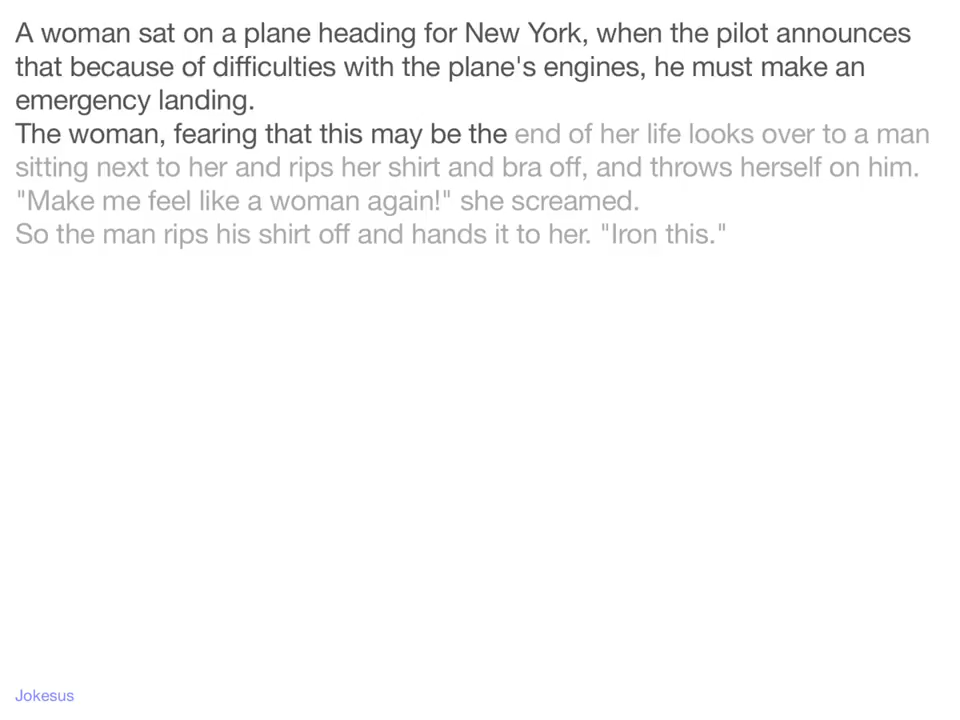 A woman sat on a plane heading for New York, when the pilot announces
that because of difficulties with the plane's engines, he must make an
emergency landing.
The woman, fearing that this may be the end of her life looks over to a man
sitting next to her and rips her shirt and bra off, and throws herself on him.
"Make me feel like a woman again!" she screamed.
So the man rips his shirt off and hands it to her. "Iron this."
Jokesus